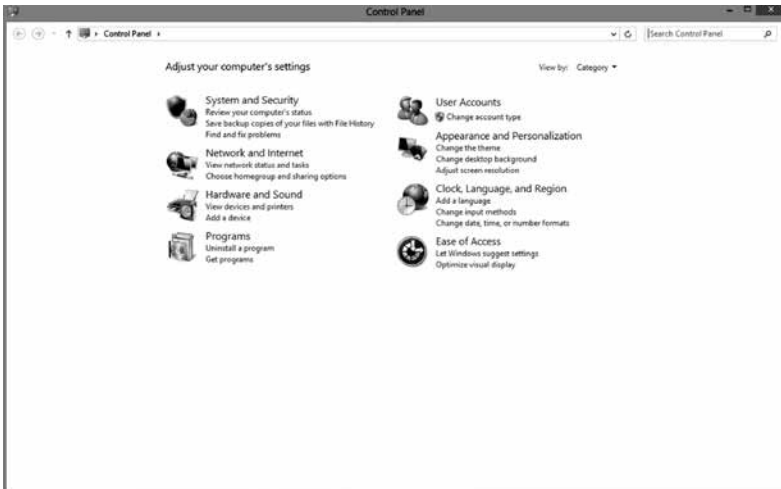 Control Panel
Control Panel
Search Control Panel
Adjust your computer's settings
View by: Category
System and Security
Review your computer's status
Save backup copies of your files with File History
Find and fix problems
Network and Internet
View network status and tasks
Choose homegroup and sharing options
Hardware and Sound
View devices and printers
Add a device
Programs
Uninstall a program
Get programs
User Accounts
Change account type
Appearance and Personalization
Change the theme
Change desktop background
Adjust screen resolution
Clock, Language, and Region
Add a language
Change input methods
Change date, time, or number formats
Ease of Access
Let Windows suggest settings
Optimize visual display